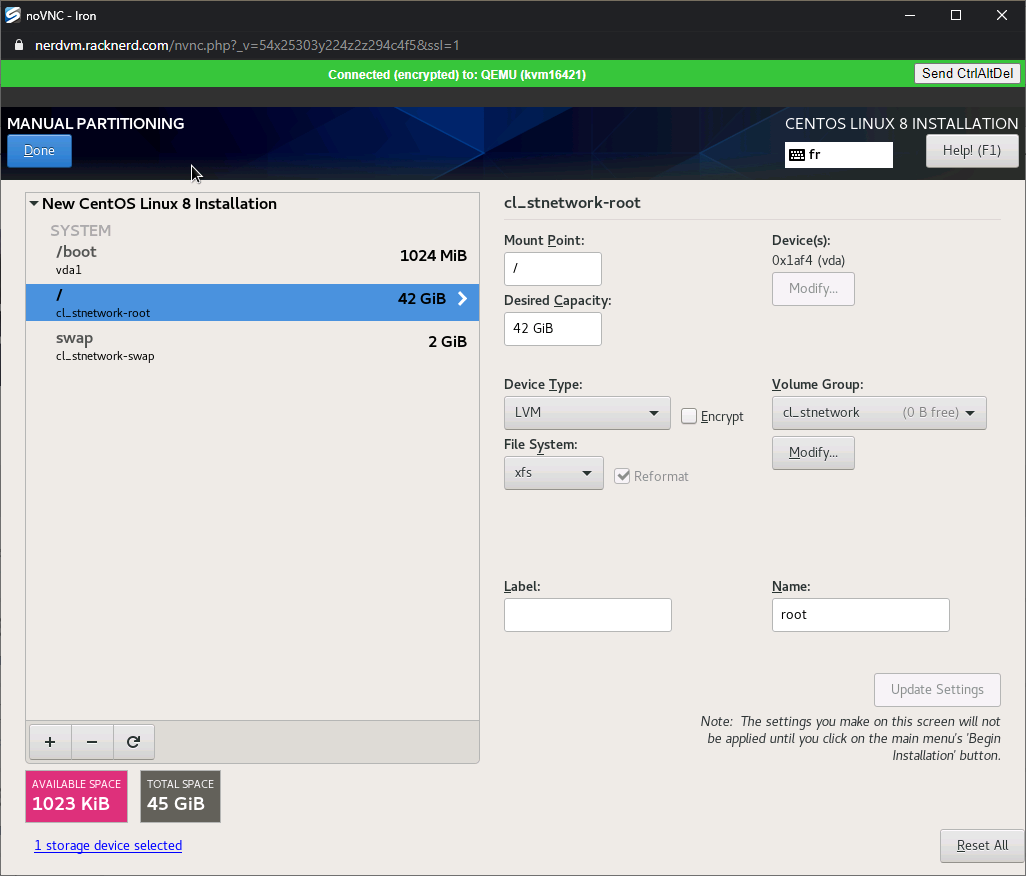 noVNC - Iron
nerdvm.racknerd.com/nvnc.php?_v=54x25303y224z2z294c4f5&ssl=1
Connected (encrypted) to: QEMU (kvm16421)
Send CtrlAltDel
MANUAL PARTITIONING
CENTOS LINUX 8 INSTALLATION
Done
fr
Help! (F1)
New CentOS Linux 8 Installation
SYSTEM
/boot
1024 MiB
vda1
/
42 GiB
cl_stnetwork-root
swap
2 GiB
cl_stnetwork-swap
cl_stnetwork-root
Mount Point:
Device(s):
/
0x1af4 (vda)
Modify...
Desired Capacity:
42 GiB
Device Type:
Volume Group:
LVM
Encrypt
cl_stnetwork (0 B free)
File System:
Modify...
xfs
Reformat
Label:
Name:
root
Update Settings
Note: The settings you make on this screen will not
be applied until you click on the main menu's 'Begin
Installation' button.
+ −
AVAILABLE SPACE
1023 KiB
TOTAL SPACE
45 GiB
1 storage device selected
Reset All